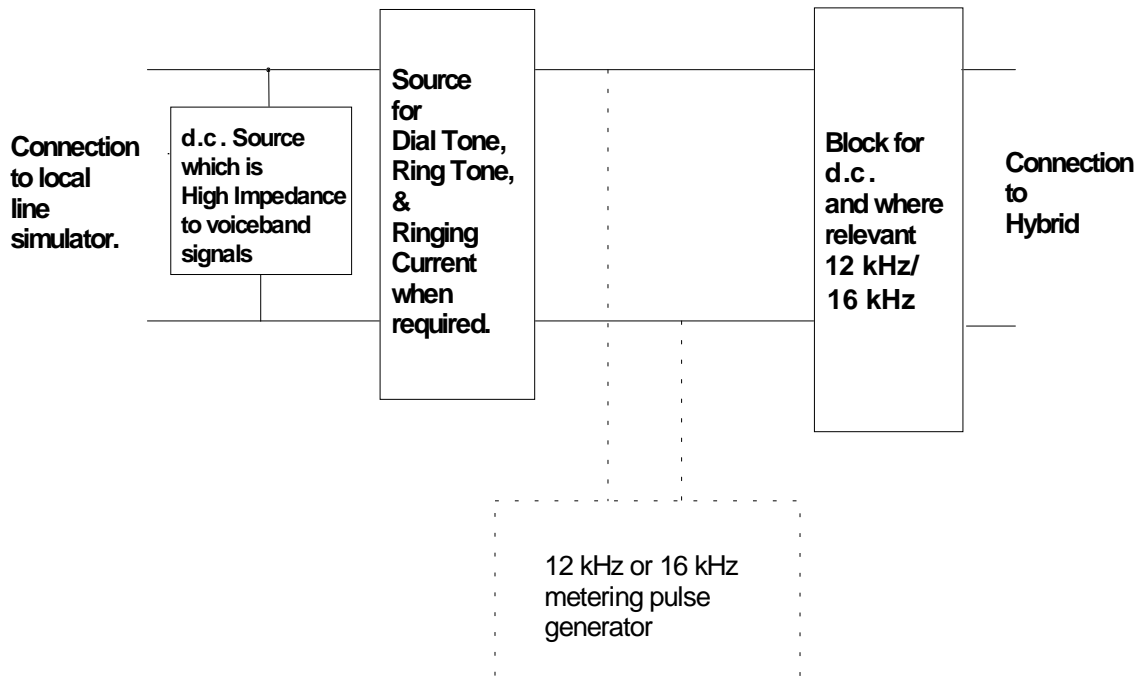 Connection
to local
line
simulator.
d.c. Source
which is
High Impedance
to voiceband
signals
Source
for
Dial Tone,
Ring Tone,
&
Ringing
Current
when
required.
Block for
d.c.
and where
relevant
12 kHz/
16 kHz
Connection
to
Hybrid
12 kHz or 16 kHz
metering pulse
generator